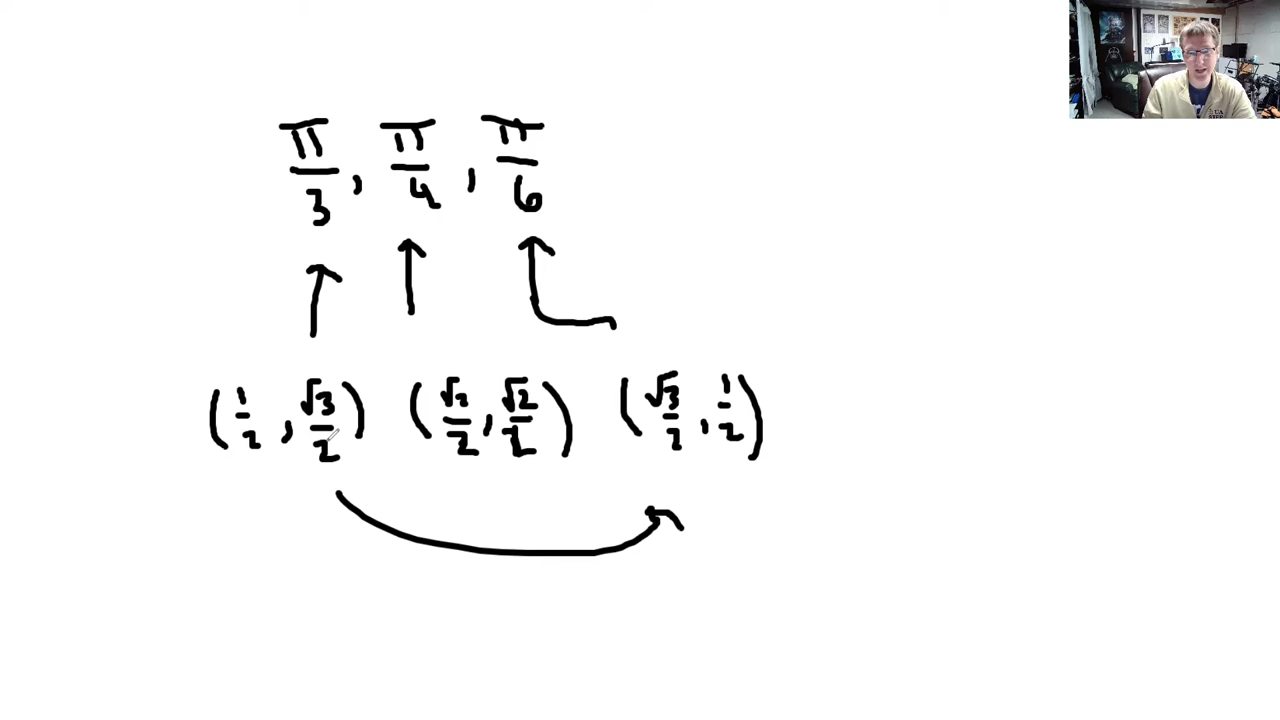 π/3, π/4, π/6
(1/2, √3/2) (√2/2, √2/2) (√3/2, 1/2)